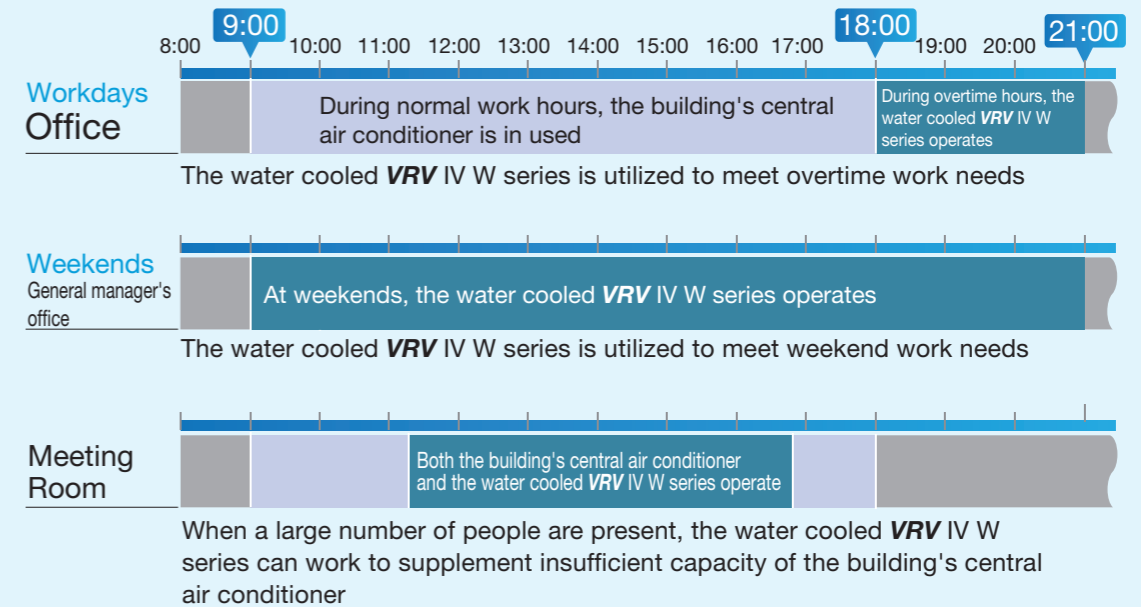 8:00 9:00 10:00 11:00 12:00 13:00 14:00 15:00 16:00 17:00 18:00 19:00 20:00 21:00
Workdays
Office
During normal work hours, the building's central
air conditioner is in used
During overtime hours, the
water cooled VRV IV W
series operates
The water cooled VRV IV W series is utilized to meet overtime work needs
Weekends
General manager's
office
At weekends, the water cooled VRV IV W series operates
The water cooled VRV IV W series is utilized to meet weekend work needs
Meeting
Room
Both the building's central air conditioner
and the water cooled VRV IV W series operate
When a large number of people are present, the water cooled VRV IV W
series can work to supplement insufficient capacity of the building's central
air conditioner